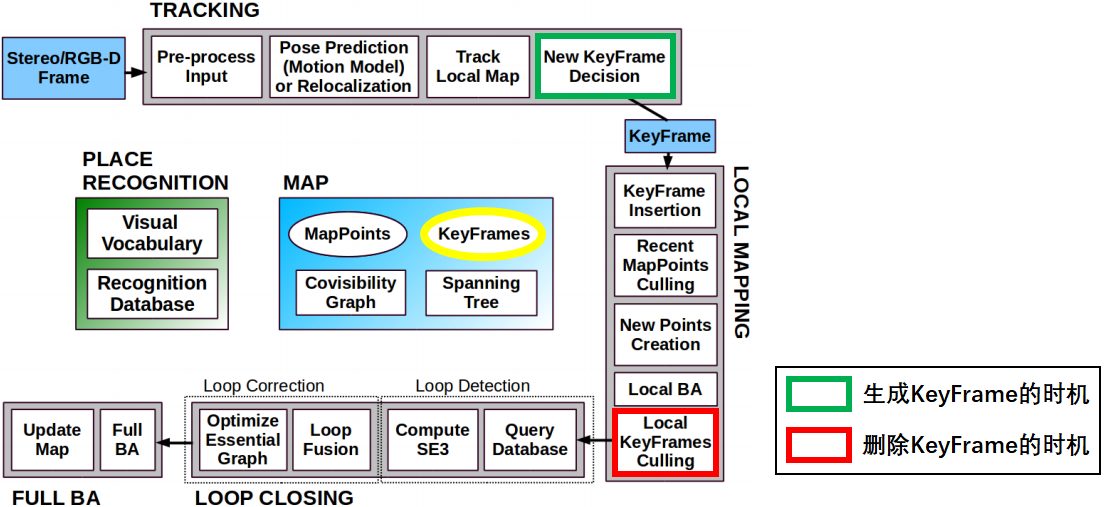 TRACKING
Stereo/RGB-D
Frame
Pre-process
Input
Pose Prediction
(Motion Model)
or Relocalization
Track
Local Map
New KeyFrame
Decision
KeyFrame
LOCAL MAPPING
KeyFrame
Insertion
Recent
MapPoints
Culling
New Points
Creation
Local BA
Local
KeyFrames
Culling
PLACE
RECOGNITION
Visual
Vocabulary
Recognition
Database
MAP
MapPoints
KeyFrames
Covisibility
Graph
Spanning
Tree
Loop Correction
Loop Detection
Optimize
Essential
Graph
Loop
Fusion
Compute
SE3
Query
Database
LOOP CLOSING
Update
Map
Full
BA
FULL BA
生成KeyFrame的时机
删除KeyFrame的时机